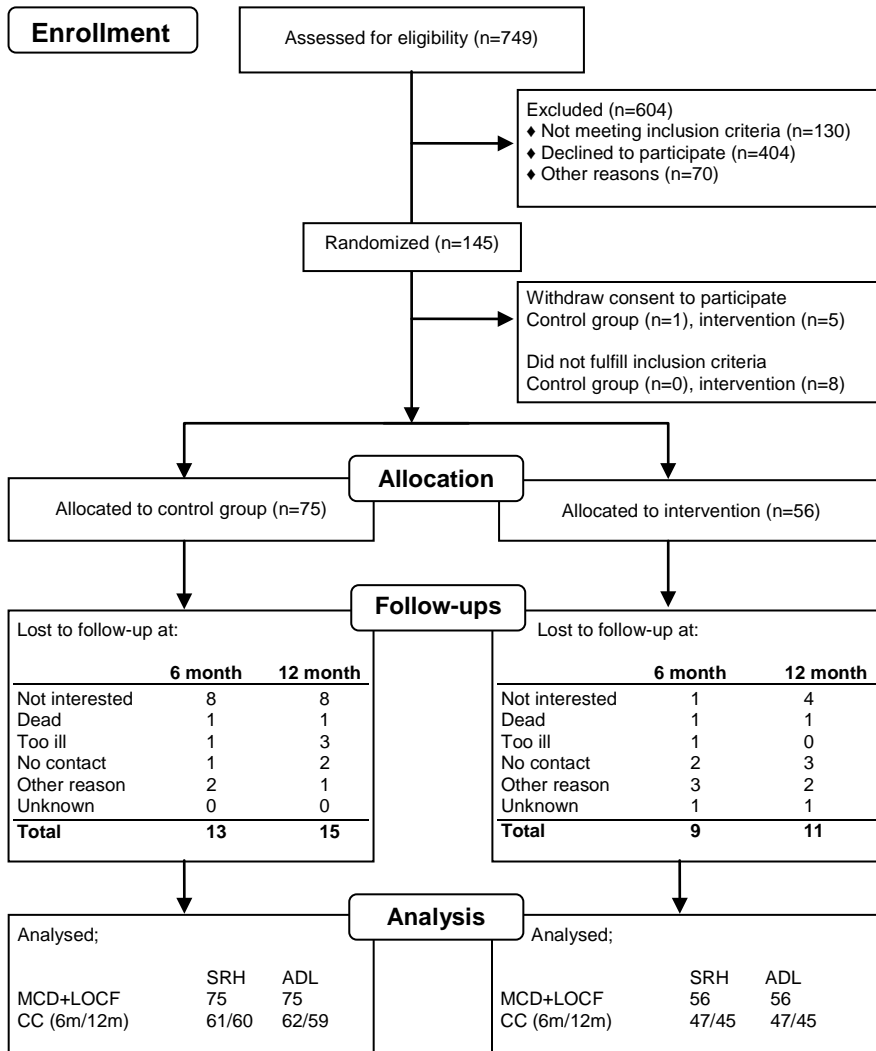 Enrollment
Assessed for eligibility (n=749)
Excluded (n=604)
♦ Not meeting inclusion criteria (n=130)
♦ Declined to participate (n=404)
♦ Other reasons (n=70)
Randomized (n=145)
Withdraw consent to participate
Control group (n=1), intervention (n=5)
Did not fulfill inclusion criteria
Control group (n=0), intervention (n=8)
Allocation
Allocated to control group (n=75)
Allocated to intervention (n=56)
Follow-ups
Lost to follow-up at:
6 month 12 month
Not interested 8 8
Dead 1 1
Too ill 1 3
No contact 1 2
Other reason 2 1
Unknown 0 0
Total 13 15
Lost to follow-up at:
6 month 12 month
Not interested 1 4
Dead 1 1
Too ill 1 0
No contact 2 3
Other reason 3 2
Unknown 1 1
Total 9 11
Analysis
Analysed;
SRH ADL
MCD+LOCF 75 75
CC (6m/12m) 61/60 62/59
Analysed;
SRH ADL
MCD+LOCF 56 56
CC (6m/12m) 47/45 47/45